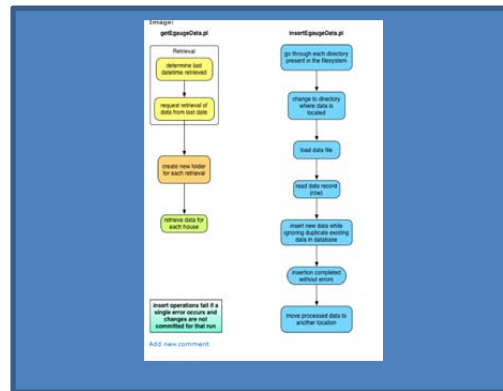 Image:
getEgaugeData.pl
Retrieval
determine last
datetime retrieved
request retrieval of
data from last date
create new folder
for each retrieval
retrieve data for
each house
insert operations fail if a
single error occurs and
changes are not
committed for that run
Add new comment
insertEgaugeData.pl
go through each directory
present in the filesystem
change to directory
where data is
located
load data file
read data record
(row)
insert new data while
ignoring duplicate existing
data in database
insertion completed
without errors
move processed data to
another location